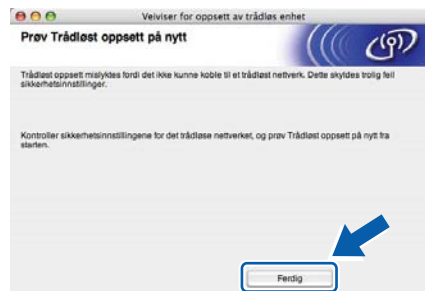 Veiviser for oppsett av trådløs enhet
Prøv Trådløst oppsett på nytt
Trådløst oppsett mislyktes fordi det ikke kunne koble til et trådløst nettverk. Dette skyldes trolig feil
sikkerhetsinnstillinger.
Kontroller sikkerhetsinnstillingene for det trådløse nettverket, og prøv Trådløst oppsett på nytt fra
starten.
Ferdig